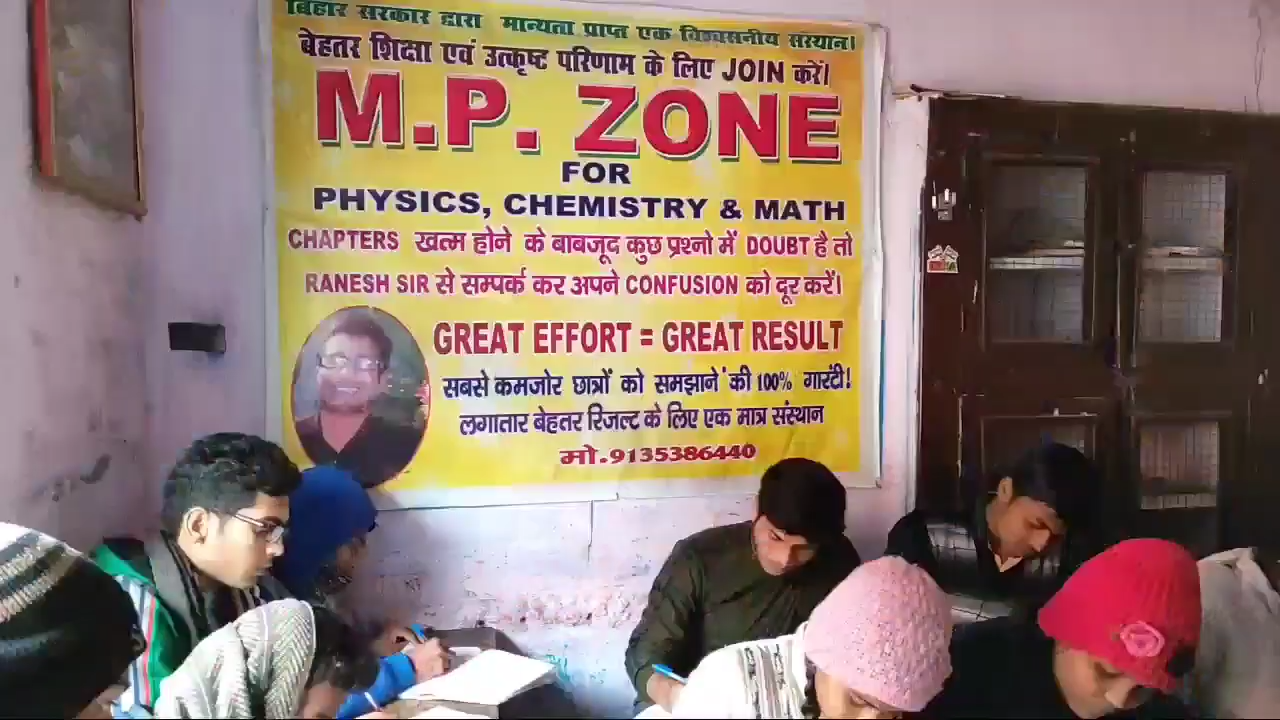 बिहार सरकार द्वारा मान्यता प्राप्त एक विश्वसनीय संस्थान।
बेहतर शिक्षा एवं उत्कृष्ट परिणाम के लिए JOIN करें।
M.P. ZONE
FOR
PHYSICS, CHEMISTRY & MATH
CHAPTERS खत्म होने के बाबजूद कुछ प्रश्नो में DOUBT है तो
RANESH SIR से सम्पर्क कर अपने CONFUSION को दूर करें।
GREAT EFFORT = GREAT RESULT
सबसे कमजोर छात्रों को समझाने की 100% गारंटी!
लगातार बेहतर रिजल्ट के लिए एक मात्र संस्थान
मो.9135386440